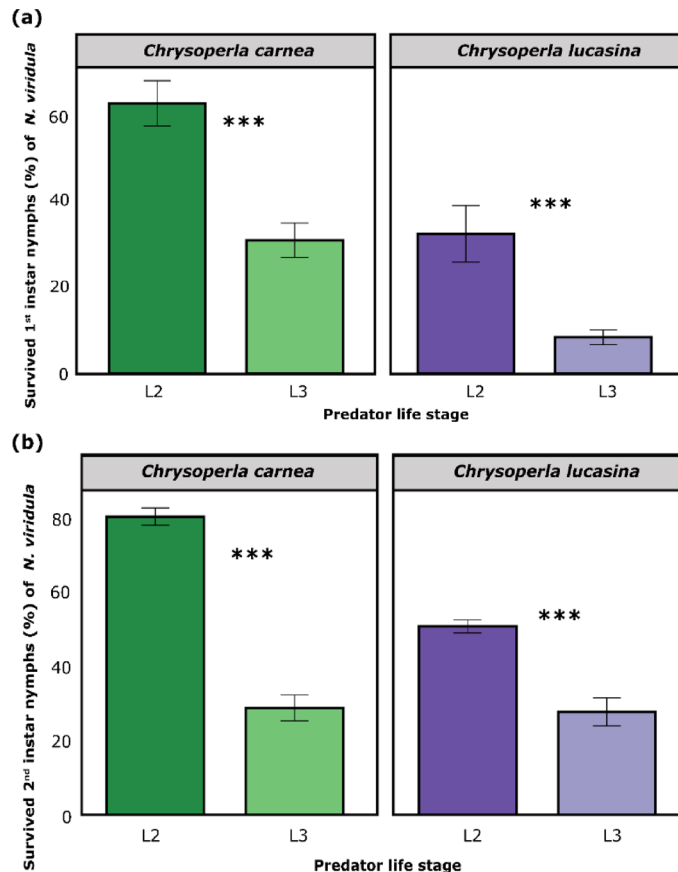 (a)
Chrysoperla carnea
Chrysoperla lucasina
Survived 1st instar nymphs (%) of N. viridula
60
40
20
0
***
***
L2
L3
L2
L3
Predator life stage
(b)
Chrysoperla carnea
Chrysoperla lucasina
Survived 2nd instar nymphs (%) of N. viridula
80
60
40
20
0
***
***
L2
L3
L2
L3
Predator life stage